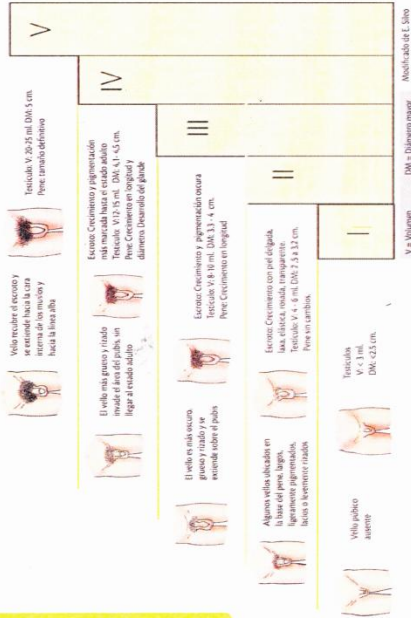 V
Testículo: V: 20-25 ml. DM: 5 cm.
Pene: tamaño definitivo
Vello recubre el escroto y
se extiende hacia la cara
interna de los muslos y
hacia la línea alba
IV
Escroto: Crecimiento y pigmentación
más marcada hasta el estado adulto
Testículo: V:12-15 ml. DM: 4,1- 4,5 cm.
Pene: Crecimiento en longitud y
diámetro. Desarrollo del glande
El vello más grueso y rizado
invade el área del pubis, sin
llegar al estado adulto
III
Escroto: Crecimiento y pigmentación oscura
Testículo: V: 8-10 ml. DM: 3.3 - 4 cm.
Pene: Crecimiento en longitud
El vello es más oscuro,
grueso y rizado y se
extiende sobre el pubis
II
Escroto: Crecimiento con piel delgada,
laxa, elástica, rosada, transparente.
Testículo: V: 4 - 6 ml. DM: 2.5 a 3.2 cm.
Pene sin cambios.
Algunos vellos ubicados en
la base del pene, largos,
ligeramente pigmentados,
lacios o levemente rizados
I
Testículos
V: < 3 ml.
DM: <2.5 cm.
Vello púbico
ausente
V = Volumen
DM = Diámetro mayor
Modificado de E. Sileo